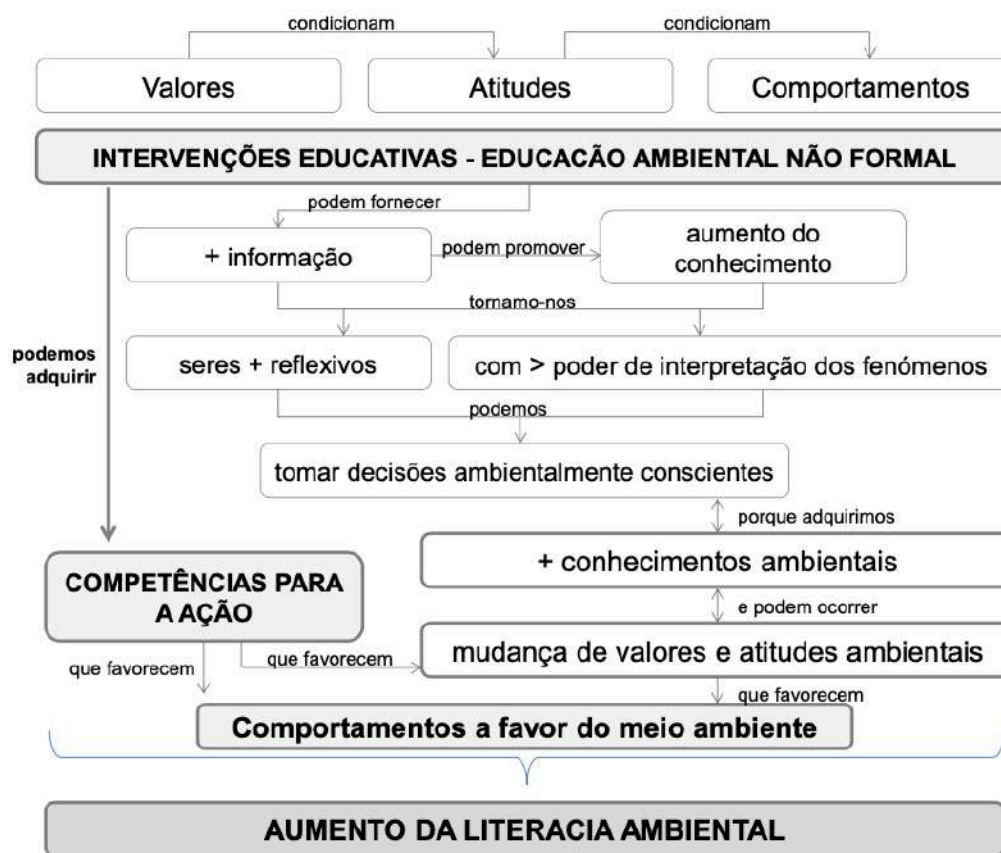 condicionam
condicionam
Valores
Atitudes
Comportamentos
INTERVENÇÕES EDUCATIVAS - EDUCACÃO AMBIENTAL NÃO FORMAL
podem fornecer
+ informação
podem promover
aumento do
conhecimento
tornamo-nos
podemos
adquirir
seres + reflexivos
com > poder de interpretação dos fenómenos
podemos
tomar decisões ambientalmente conscientes
porque adquirimos
+ conhecimentos ambientais
COMPETÊNCIAS PARA
A AÇÃO
e podem ocorrer
mudança de valores e atitudes ambientais
que favorecem
que favorecem
que favorecem
Comportamentos a favor do meio ambiente
AUMENTO DA LITERACIA AMBIENTAL